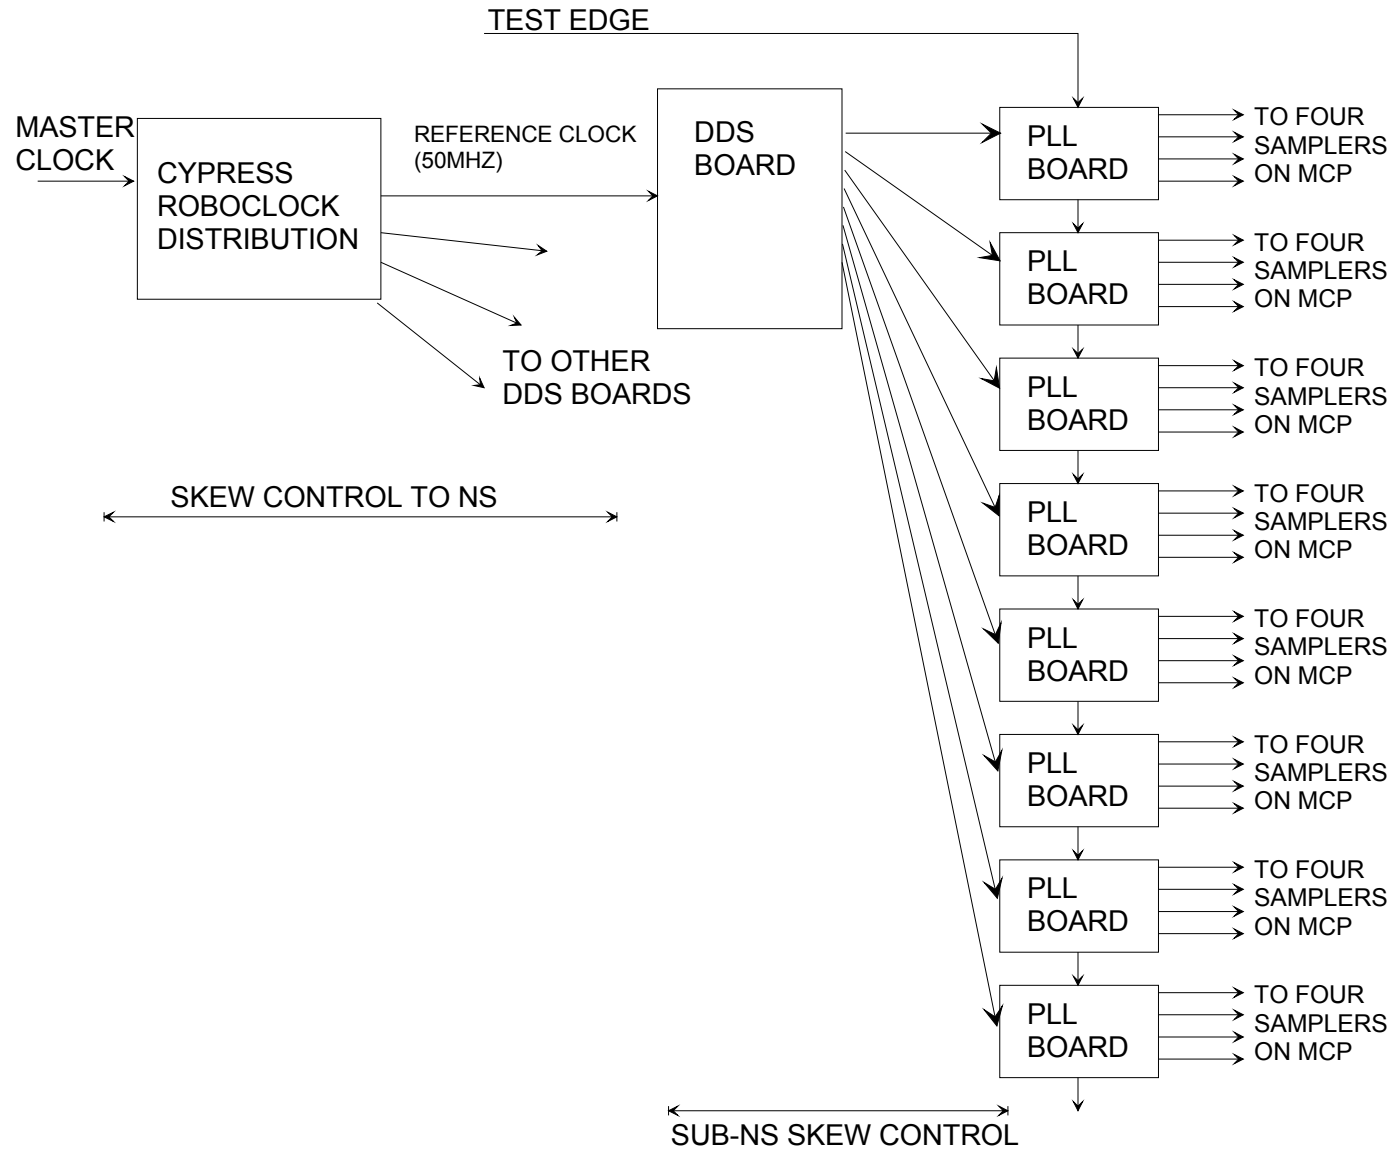 TEST EDGE
MASTER
CLOCK
CYPRESS
ROBOCLOCK
DISTRIBUTION
REFERENCE CLOCK
(50MHZ)
TO OTHER
DDS BOARDS
SKEW CONTROL TO NS
DDS
BOARD
PLL
BOARD
TO FOUR
SAMPLERS
ON MCP
PLL
BOARD
TO FOUR
SAMPLERS
ON MCP
PLL
BOARD
TO FOUR
SAMPLERS
ON MCP
PLL
BOARD
TO FOUR
SAMPLERS
ON MCP
PLL
BOARD
TO FOUR
SAMPLERS
ON MCP
PLL
BOARD
TO FOUR
SAMPLERS
ON MCP
PLL
BOARD
TO FOUR
SAMPLERS
ON MCP
PLL
BOARD
TO FOUR
SAMPLERS
ON MCP
SUB-NS SKEW CONTROL